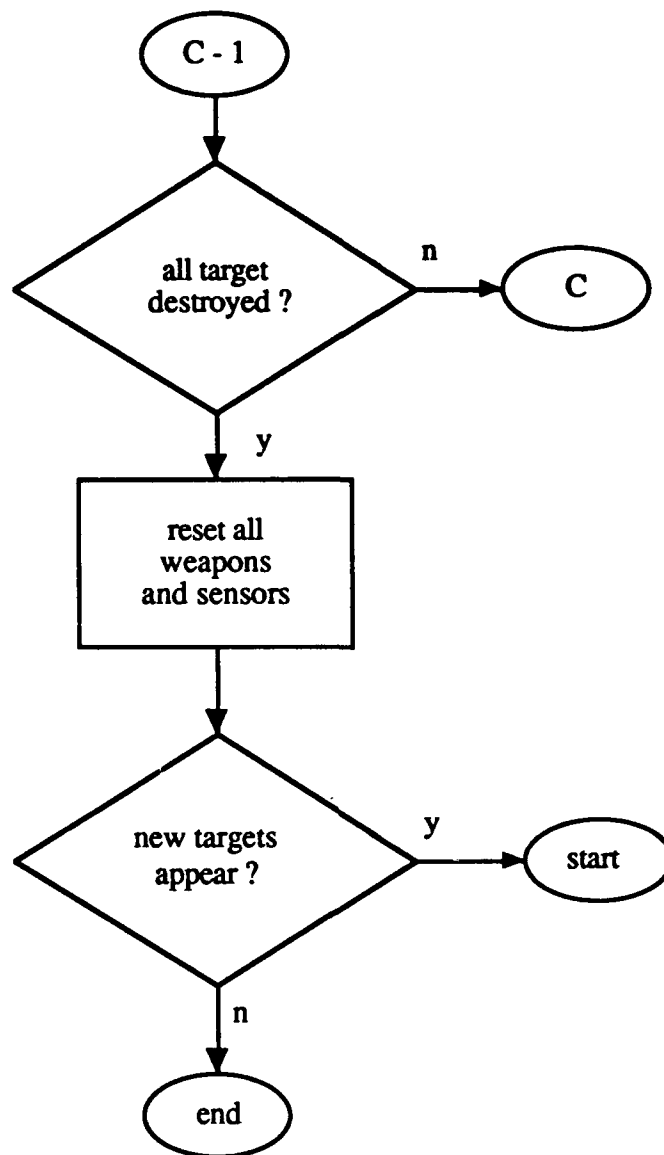 C - 1
all target
destroyed ?
n
C
y
reset all
weapons
and sensors
new targets
appear ?
y
start
n
end